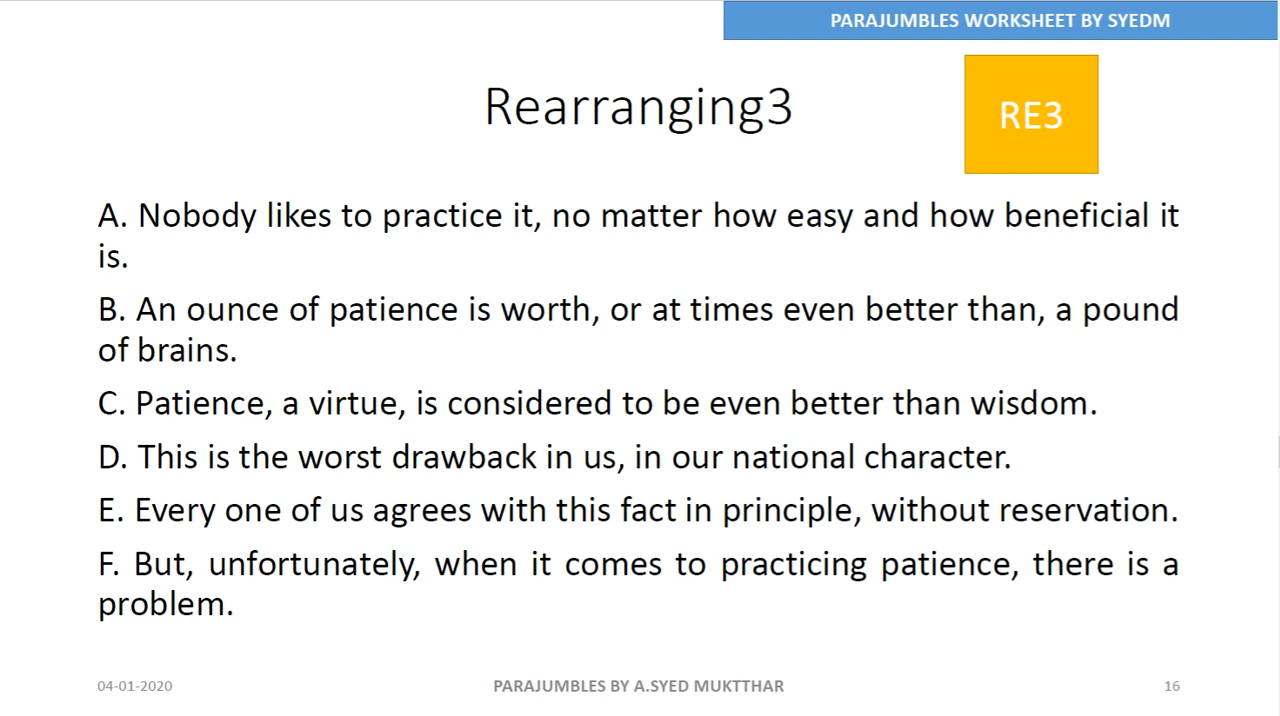 PARAJUMBLES WORKSHEET BY SYEDM
Rearranging3
RE3
A. Nobody likes to practice it, no matter how easy and how beneficial it
is.
B. An ounce of patience is worth, or at times even better than, a pound
of brains.
C. Patience, a virtue, is considered to be even better than wisdom.
D. This is the worst drawback in us, in our national character.
E. Every one of us agrees with this fact in principle, without reservation.
F. But, unfortunately, when it comes to practicing patience, there is a
problem.
04-01-2020
PARAJUMBLES BY A.SYED MUKTTHAR
16